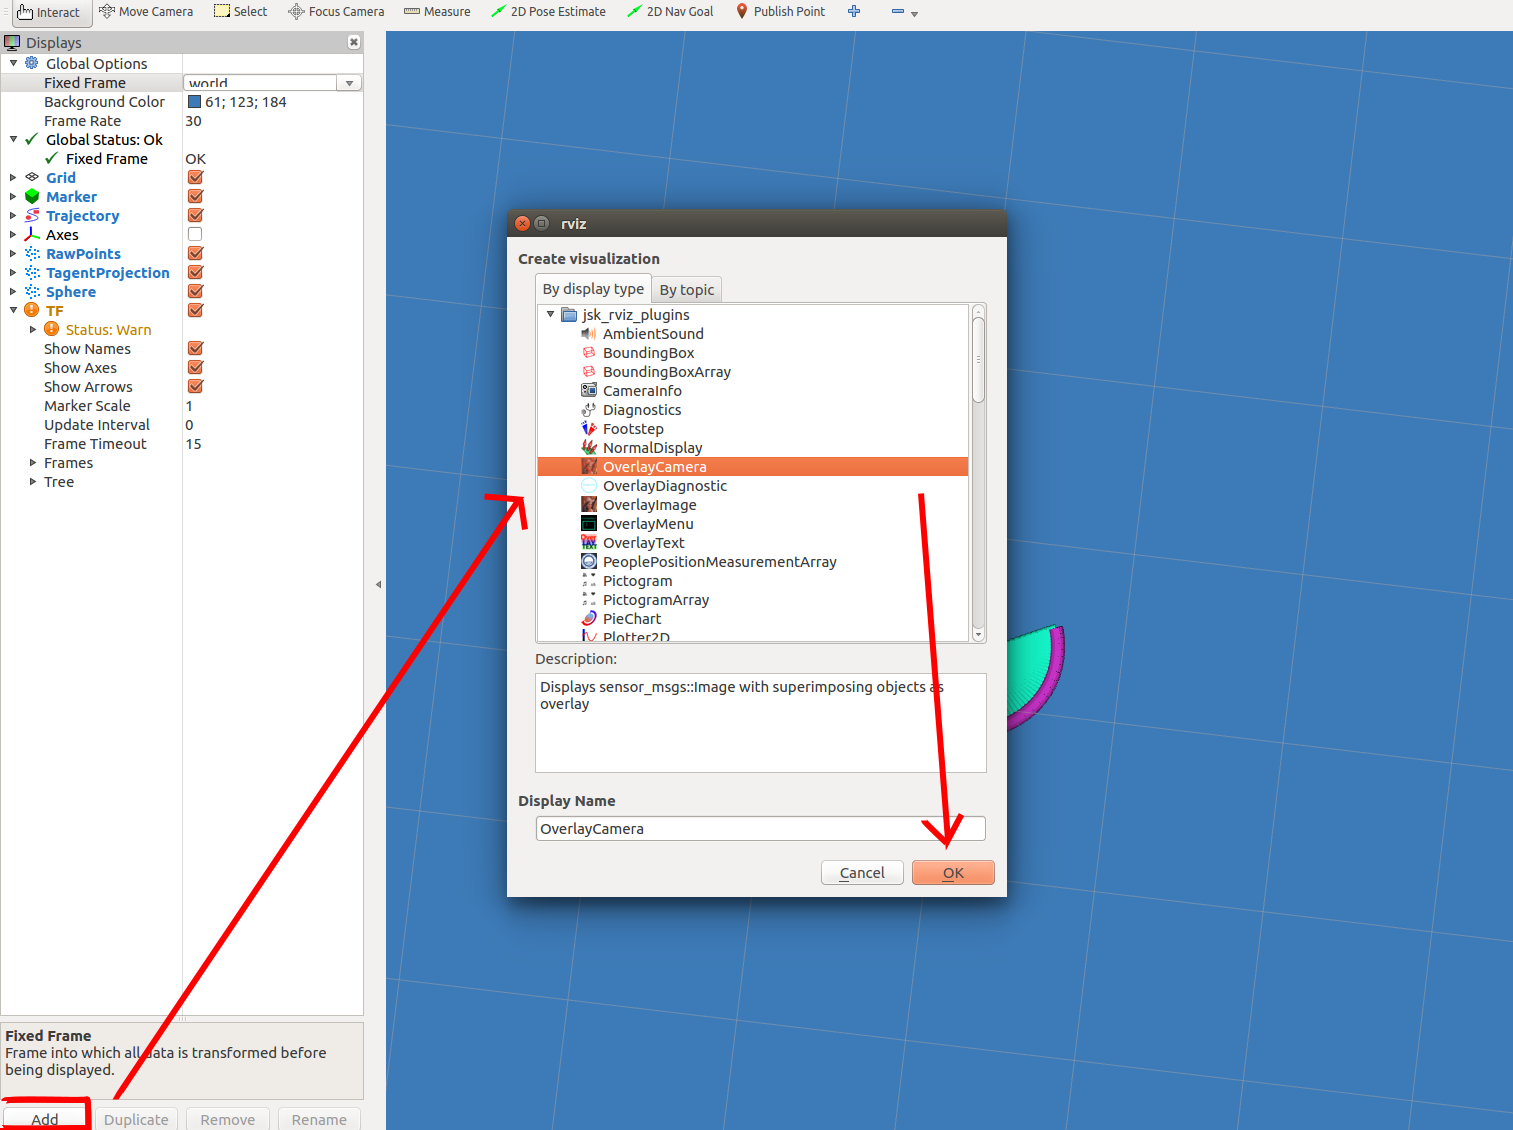 Interact Move Camera Select Focus Camera Measure 2D Pose Estimate 2D Nav Goal Publish Point
Displays
Global Options
Fixed Frame world
Background Color 61; 123; 184
Frame Rate 30
Global Status: Ok
Fixed Frame OK
Grid
Marker
Trajectory
Axes
RawPoints
TagentProjection
Sphere
TF
Status: Warn
Show Names
Show Axes
Show Arrows
Marker Scale 1
Update Interval 0
Frame Timeout 15
Frames
Tree
Fixed Frame
Frame into which all data is transformed before
being displayed.
Add Duplicate Remove Rename
rviz
Create visualization
By display type By topic
jsk_rviz_plugins
AmbientSound
BoundingBox
BoundingBoxArray
CameraInfo
Diagnostics
Footstep
NormalDisplay
OverlayCamera
OverlayDiagnostic
OverlayImage
OverlayMenu
OverlayText
PeoplePositionMeasurementArray
Pictogram
PictogramArray
PieChart
Plotter2D
Description:
Displays sensor_msgs::Image with superimposing objects as
overlay
Display Name
OverlayCamera
Cancel OK